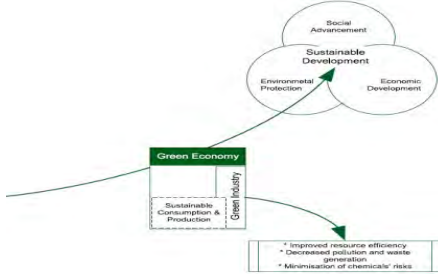 Social
Advancement
Sustainable
Development
Environmetal
Protection
Economic
Development
Green Economy
Sustainable
Consumption &
Production
Green Industry
* Improved resource efficiency
* Decreased pollution and waste
generation
* Minimisation of chemicals' risks